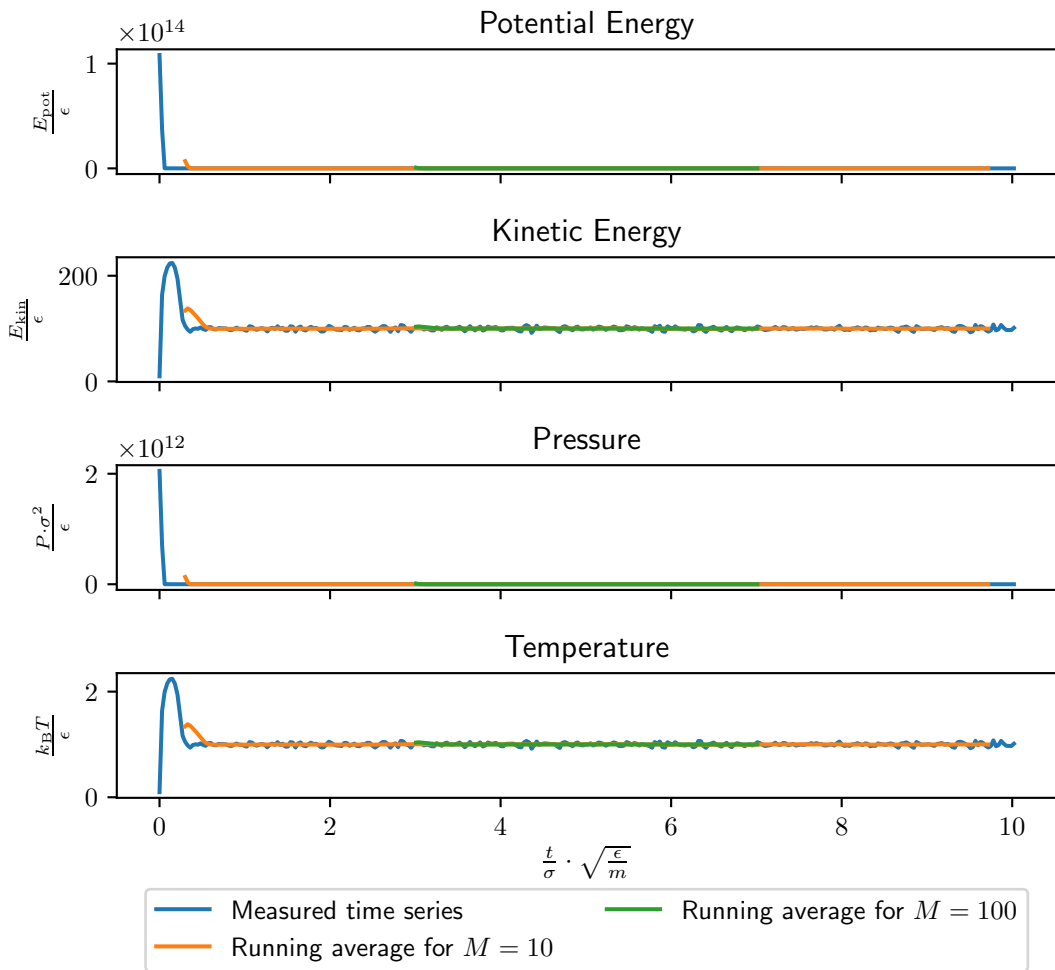 Potential Energy
×10^14
1
0
E_pot/ϵ
Kinetic Energy
200
0
E_kin/ϵ
Pressure
×10^12
2
0
P·σ^2/ϵ
Temperature
2
0
k_B T/ϵ
0 2 4 6 8 10
t/σ · √(ϵ/m)
Measured time series
Running average for M = 10
Running average for M = 100